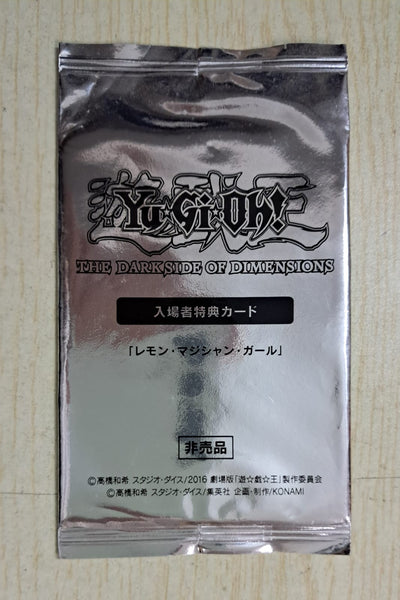 遊戯王
Yu-Gi-Oh!
THE DARK SIDE OF DIMENSIONS
入場者特典カード
「レモン・マジシャン・ガール」
非売品
©高橋和希 スタジオ・ダイス/2016 劇場版「遊☆戯☆王」製作委員会
©高橋和希 スタジオ・ダイス/集英社 企画・制作/KONAMI